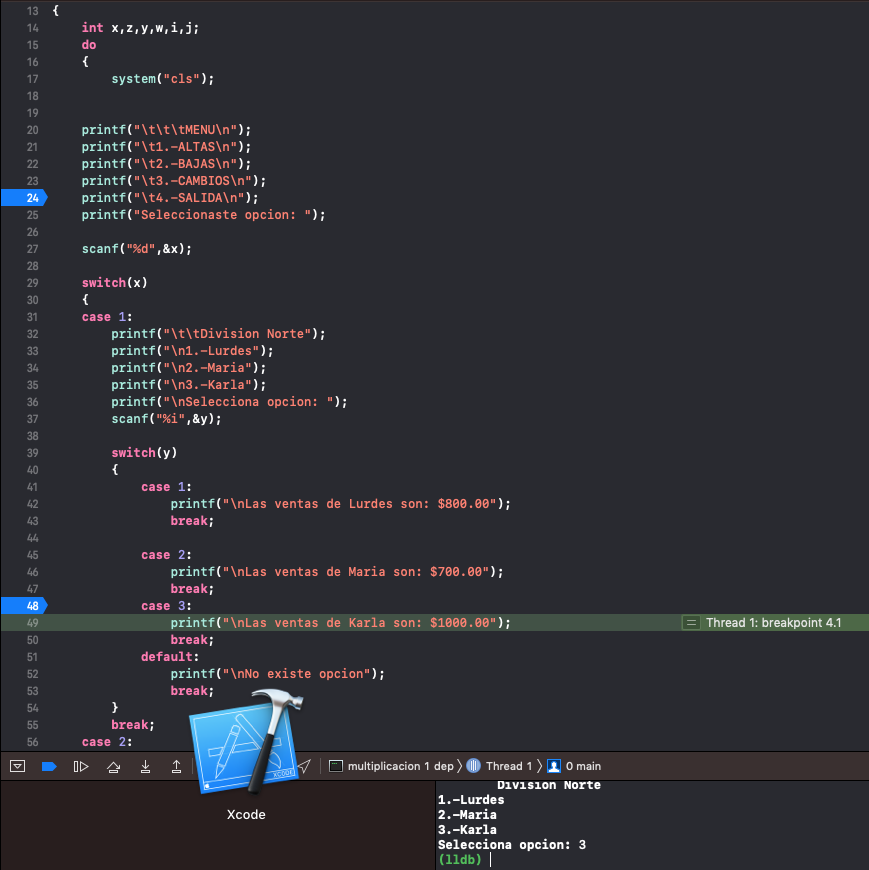 13 {
14 int x,z,y,w,i,j;
15 do
16 {
17 system("cls");
18
19
20 printf("\t\t\tMENU\n");
21 printf("\t1.-ALTAS\n");
22 printf("\t2.-BAJAS\n");
23 printf("\t3.-CAMBIOS\n");
24 printf("\t4.-SALIDA\n");
25 printf("Seleccionaste opcion: ");
26
27 scanf("%d",&x);
28
29 switch(x)
30 {
31 case 1:
32 printf("\t\tDivision Norte");
33 printf("\n1.-Lurdes");
34 printf("\n2.-Maria");
35 printf("\n3.-Karla");
36 printf("\nSelecciona opcion: ");
37 scanf("%i",&y);
38
39 switch(y)
40 {
41 case 1:
42 printf("\nLas ventas de Lurdes son: $800.00");
43 break;
44
45 case 2:
46 printf("\nLas ventas de Maria son: $700.00");
47 break;
48 case 3:
49 printf("\nLas ventas de Karla son: $1000.00"); Thread 1: breakpoint 4.1
50 break;
51 default:
52 printf("\nNo existe opcion");
53 break;
54 }
55 break;
56 case 2:
multiplicacion 1 dep Thread 1 0 main
XCODE
Xcode
Division Norte
1.-Lurdes
2.-Maria
3.-Karla
Selecciona opcion: 3
(lldb)